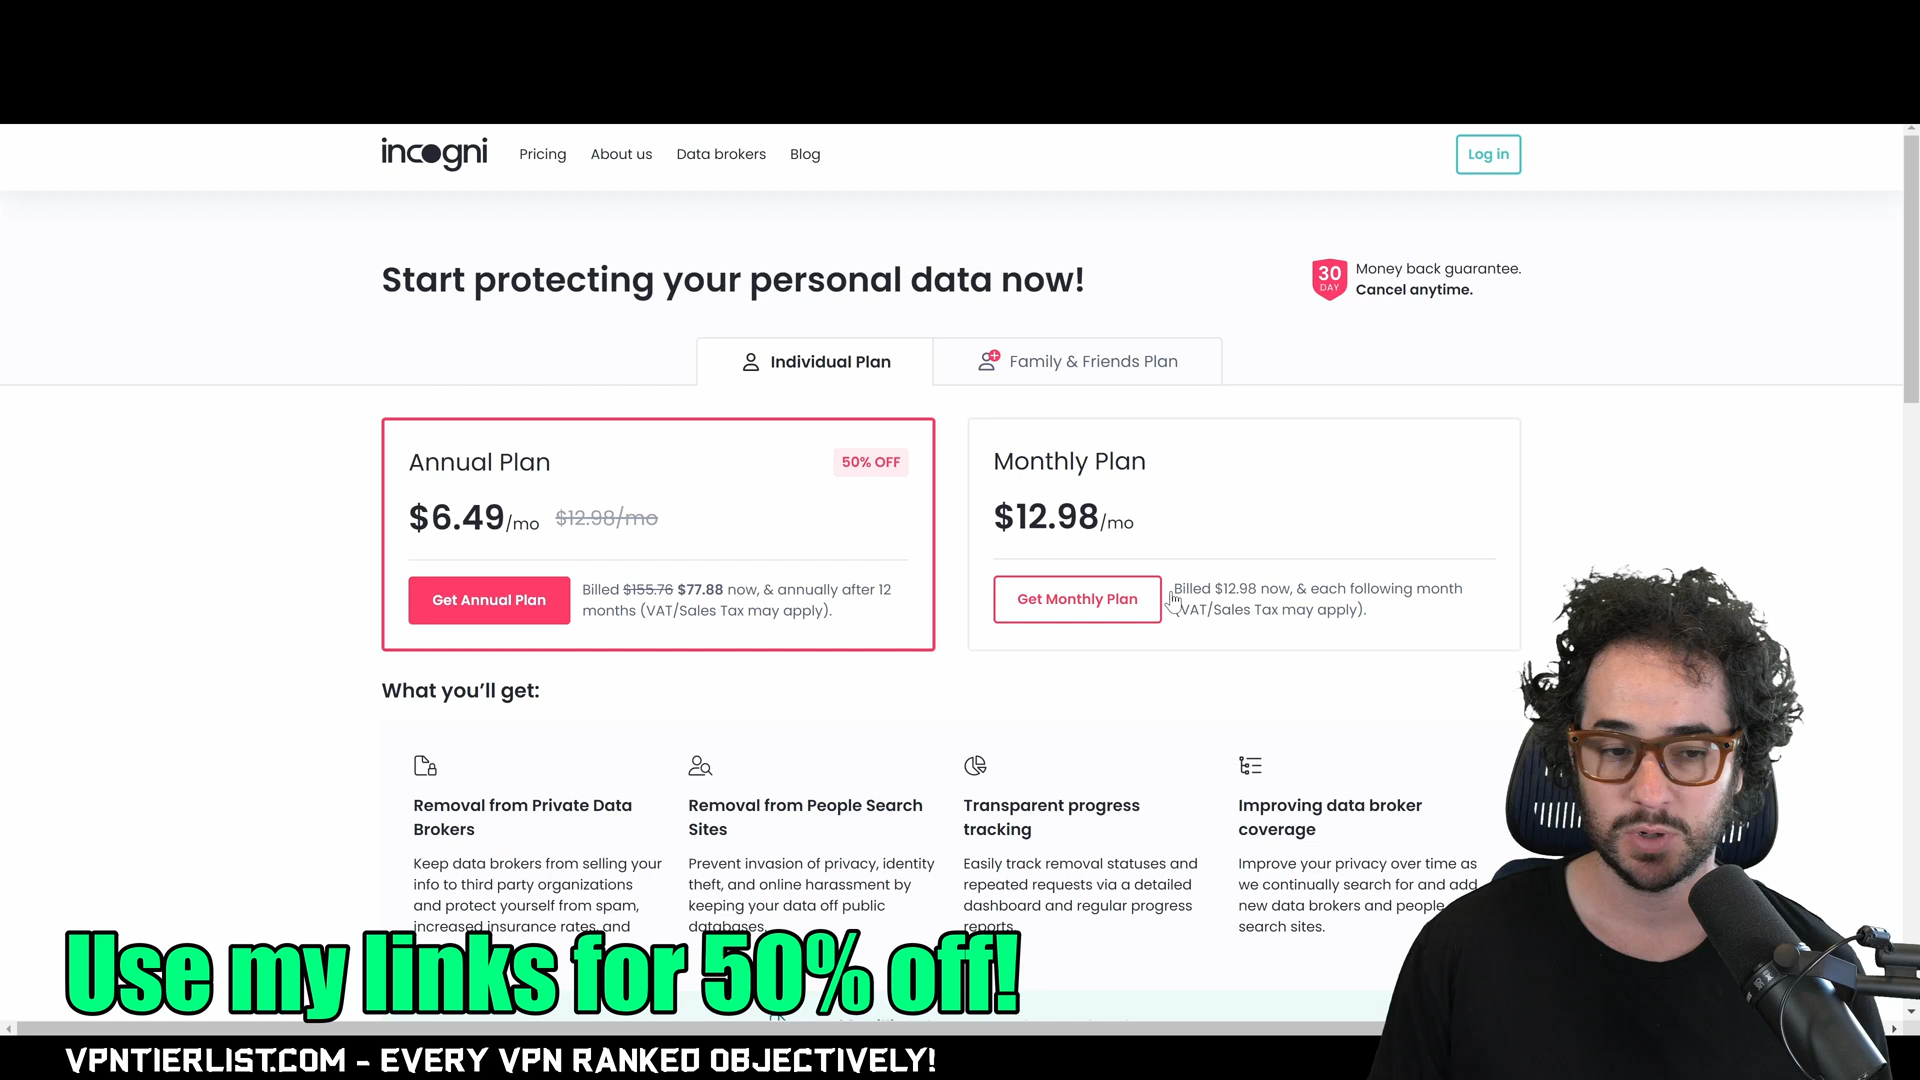 incogni
Pricing
About us
Data brokers
Blog
Log in
Start protecting your personal data now!
30
DAY
Money back guarantee.
Cancel anytime.
Individual Plan
Family & Friends Plan
Annual Plan
50% OFF
$6.49/mo $12.98/mo
Get Annual Plan
Billed $155.76 $77.88 now, & annually after 12
months (VAT/Sales Tax may apply).
Monthly Plan
$12.98/mo
Get Monthly Plan
Billed $12.98 now, & each following month
(VAT/Sales Tax may apply).
What you’ll get:
Removal from Private Data
Brokers
Keep data brokers from selling your
info to third party organizations
and protect yourself from spam,
increased insurance rates, and
Removal from People Search
Sites
Prevent invasion of privacy, identity
theft, and online harassment by
keeping your data off public
databases.
Transparent progress
tracking
Easily track removal statuses and
repeated requests via a detailed
dashboard and regular progress
reports.
Improving data broker
coverage
Improve your privacy over time as
we continually search for and add
new data brokers and people
search sites.
Use my links for 50% off!
VPNTIERLIST.COM - EVERY VPN RANKED OBJECTIVELY!